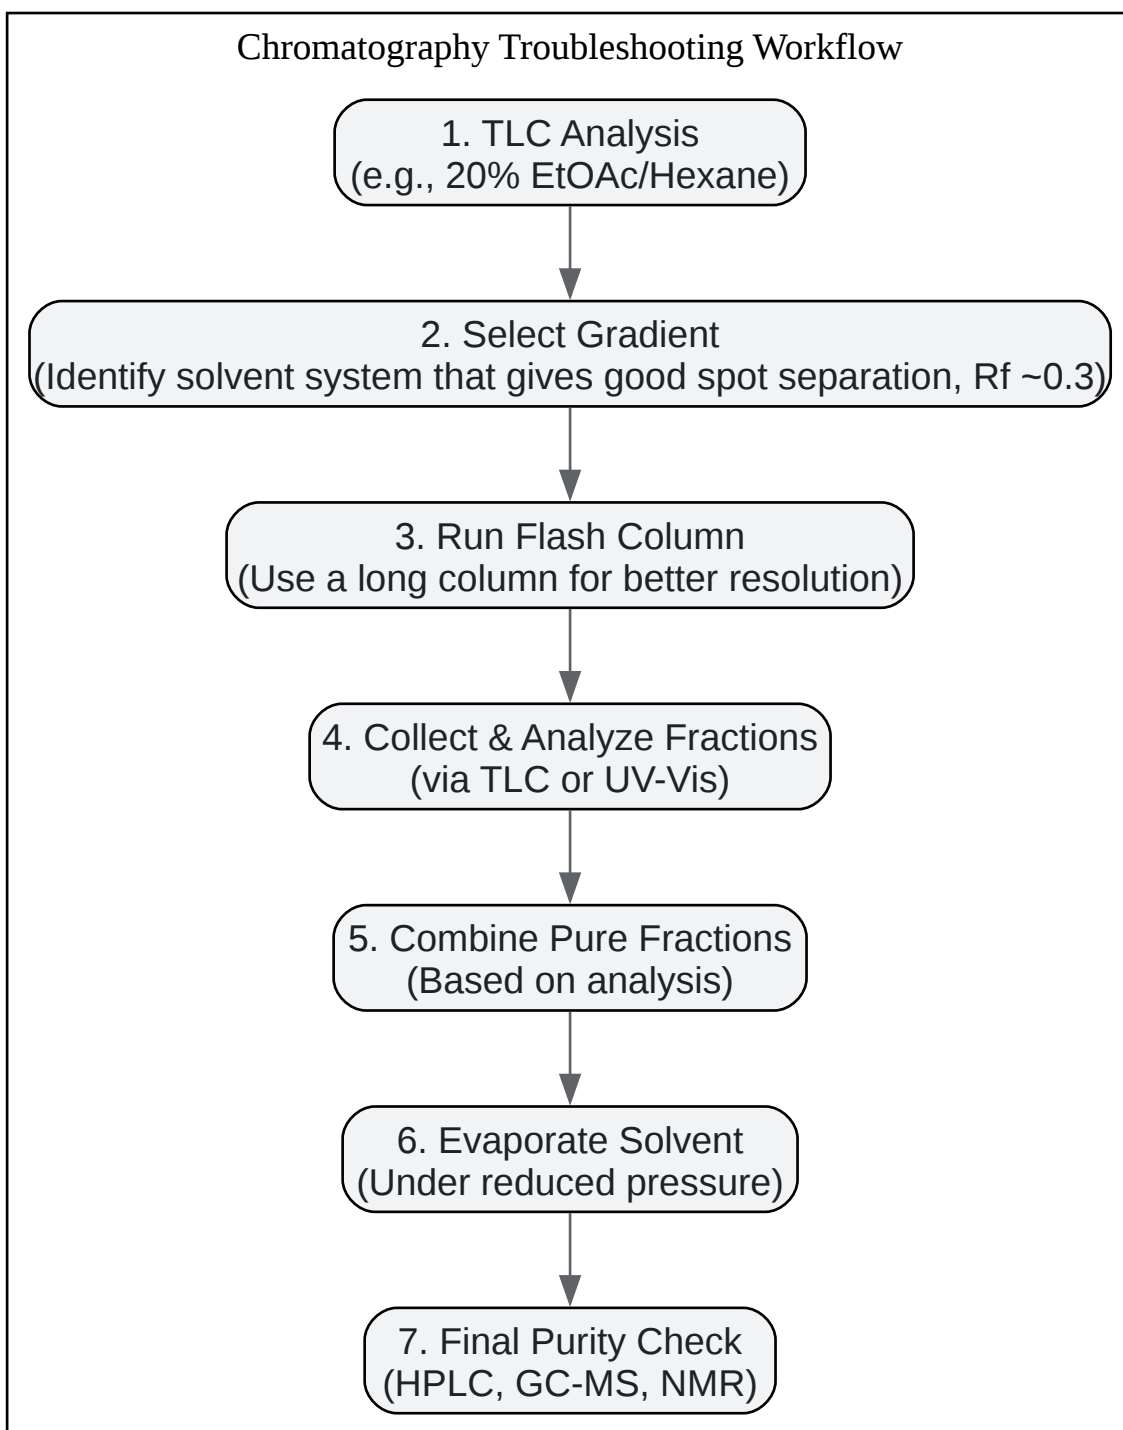 Chromatography Troubleshooting Workflow
1. TLC Analysis
(e.g., 20% EtOAc/Hexane)
2. Select Gradient
(Identify solvent system that gives good spot separation, Rf ~0.3)
3. Run Flash Column
(Use a long column for better resolution)
4. Collect & Analyze Fractions
(via TLC or UV-Vis)
5. Combine Pure Fractions
(Based on analysis)
6. Evaporate Solvent
(Under reduced pressure)
7. Final Purity Check
(HPLC, GC-MS, NMR)